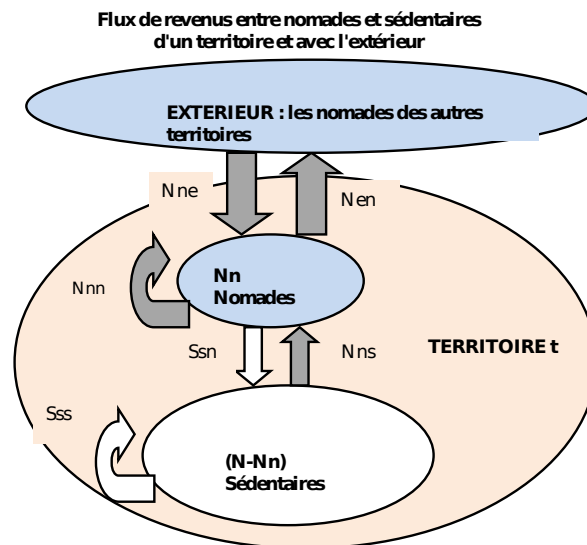 Flux de revenus entre nomades et sédentaires
d'un territoire et avec l'extérieur
EXTERIEUR : les nomades des autres
territoires
Nne
Nen
Nn
Nomades
Nnn
Ssn
Nns
TERRITOIRE t
Sss
(N-Nn)
Sédentaires